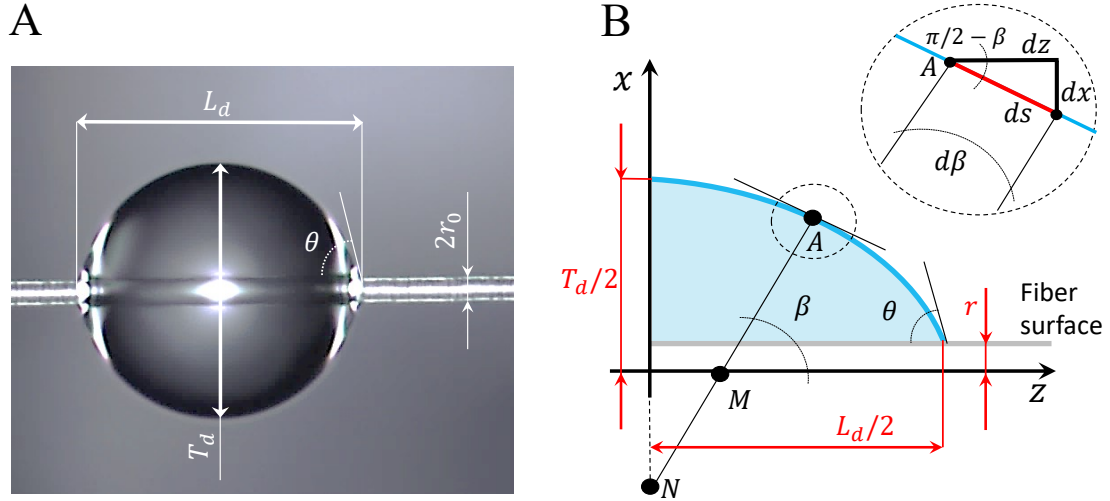 A
L_d
θ
2r_0
T_d
B
π/2 − β
dz
A
dx
ds
dβ
x
A
T_d/2
β
θ
r
Fiber
surface
M
z
L_d/2
N